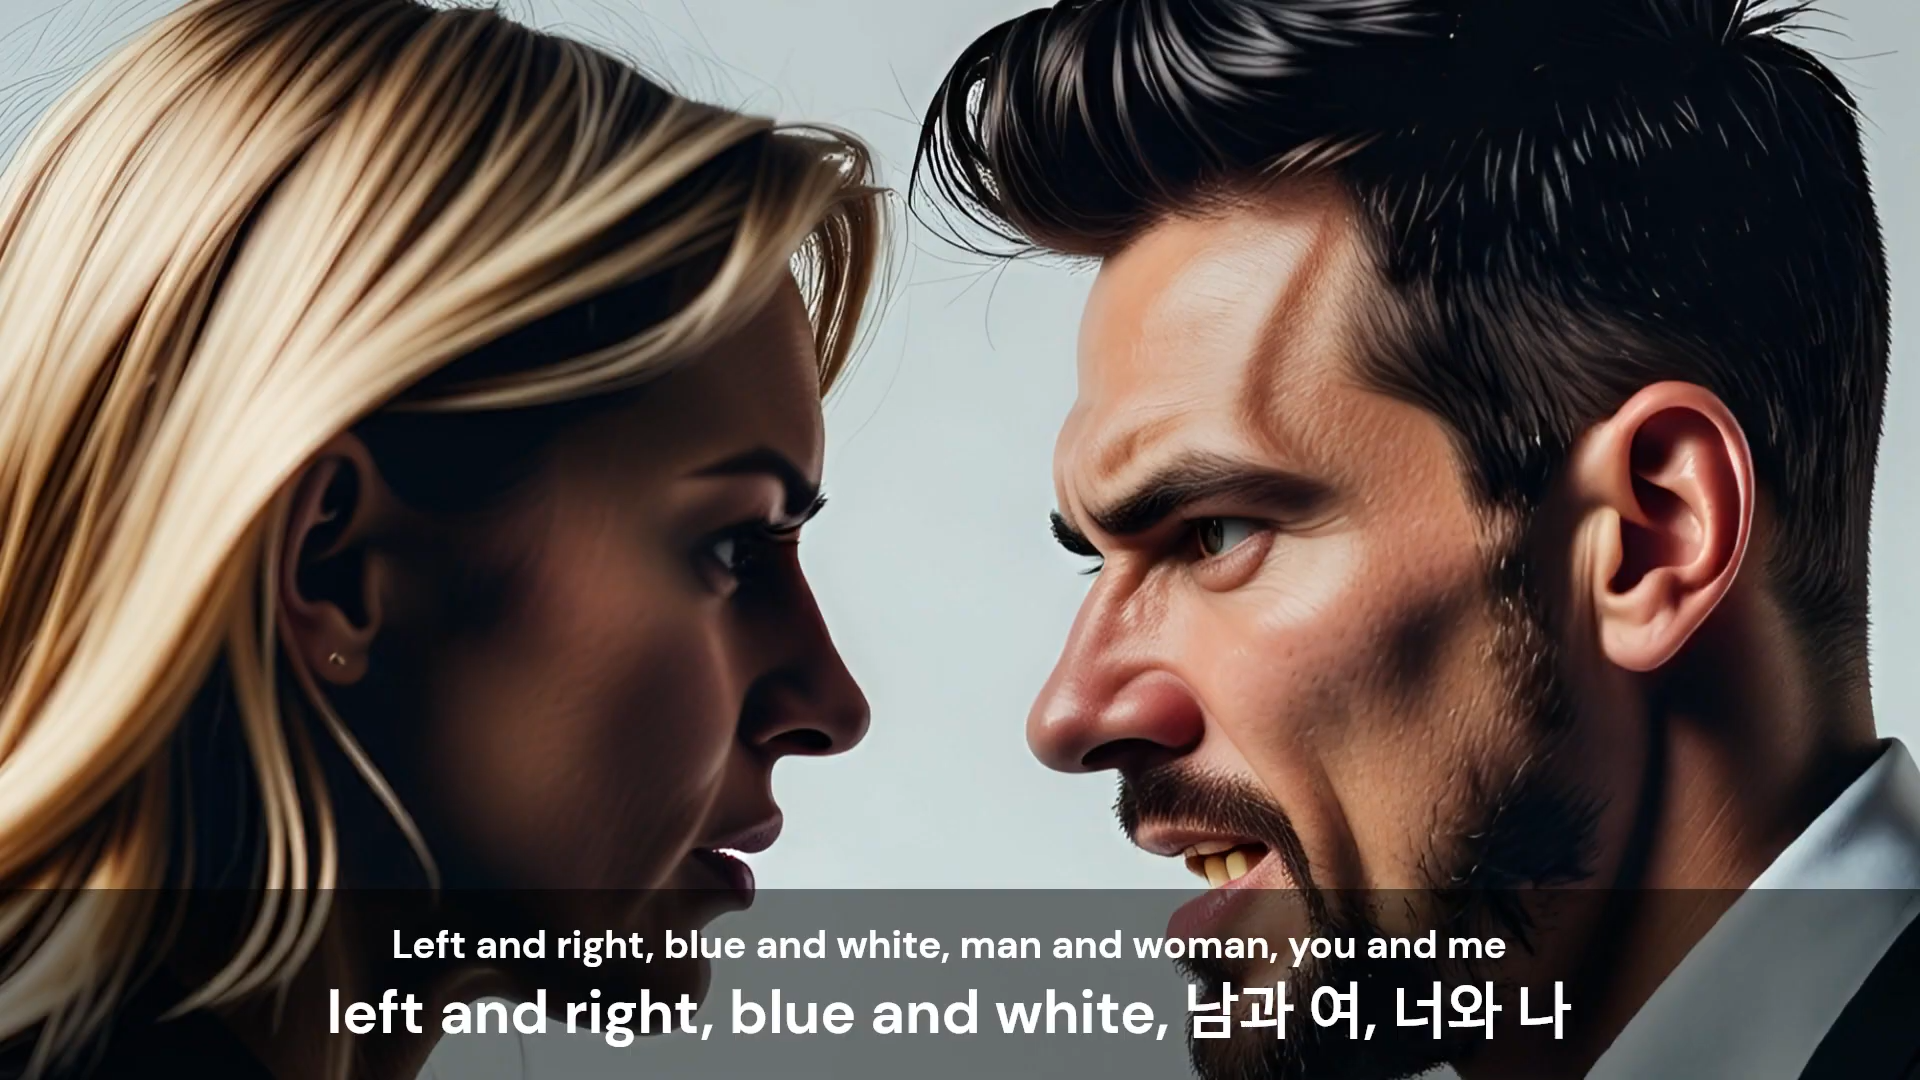 Left and right, blue and white, man and woman, you and me
left and right, blue and white, 남과 여, 너와 나